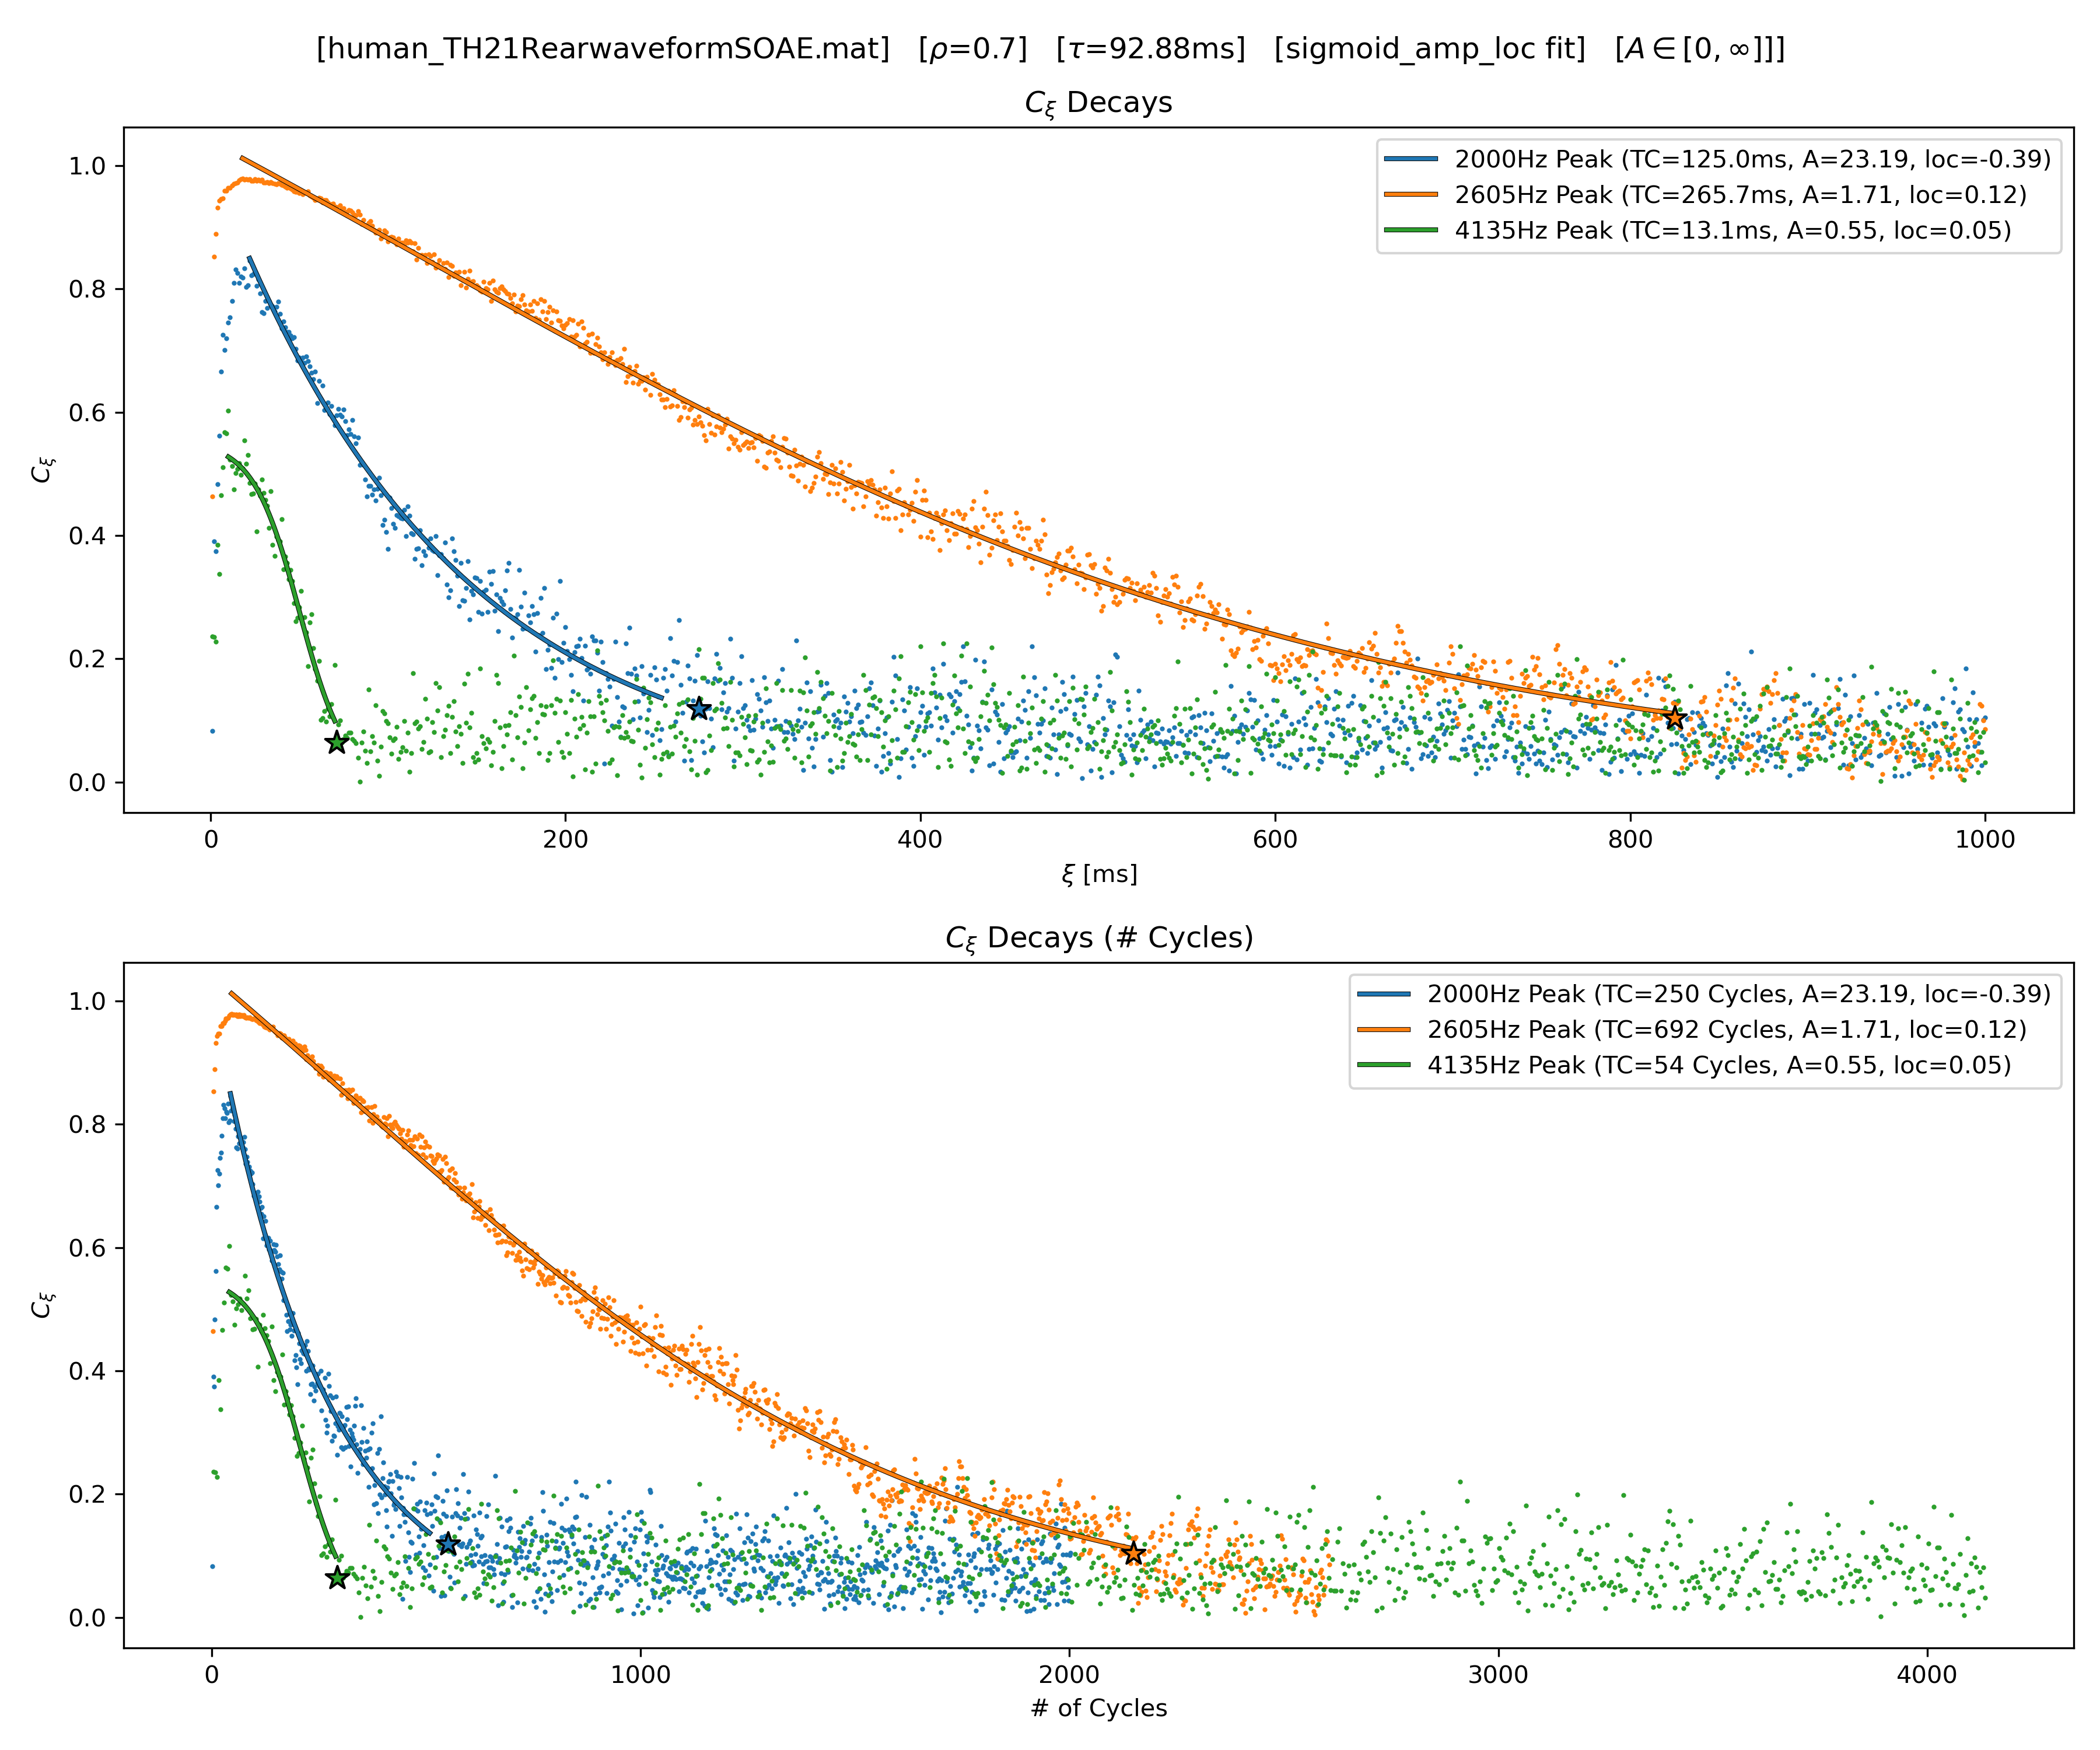 [human_TH21RearwaveformSOAE.mat] [ρ=0.7] [τ=92.88ms] [sigmoid_amp_loc fit] [A ∈ [0, ∞]]]
Cξ Decays
1.0
0.8
0.6
0.4
0.2
0.0
Cξ
2000Hz Peak (TC=125.0ms, A=23.19, loc=-0.39)
2605Hz Peak (TC=265.7ms, A=1.71, loc=0.12)
4135Hz Peak (TC=13.1ms, A=0.55, loc=0.05)
0 200 400 600 800 1000
ξ [ms]
Cξ Decays (# Cycles)
1.0
0.8
0.6
0.4
0.2
0.0
Cξ
2000Hz Peak (TC=250 Cycles, A=23.19, loc=-0.39)
2605Hz Peak (TC=692 Cycles, A=1.71, loc=0.12)
4135Hz Peak (TC=54 Cycles, A=0.55, loc=0.05)
0 1000 2000 3000 4000
# of Cycles